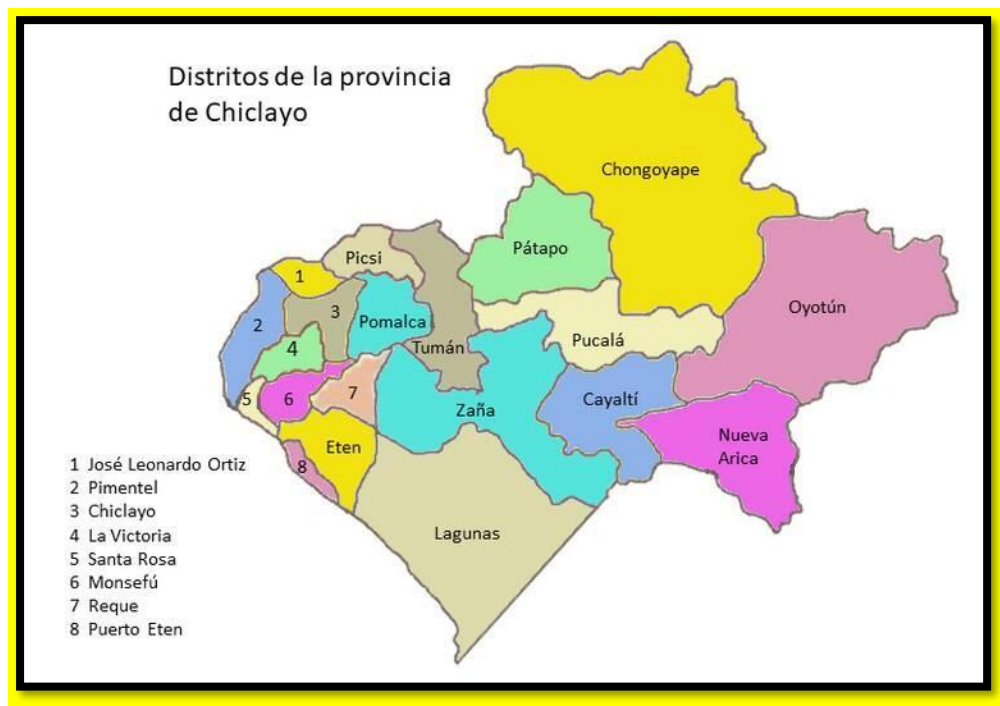 Distritos de la provincia
de Chiclayo
Chongoyape
Pátapo
Picsi
1
Oyotún
3
2
Pomalca
Pucalá
Tumán
4
7
5
6
Cayaltí
Zaña
Nueva
Arica
Eten
8
Lagunas
1 José Leonardo Ortiz
2 Pimentel
3 Chiclayo
4 La Victoria
5 Santa Rosa
6 Monsefú
7 Reque
8 Puerto Eten